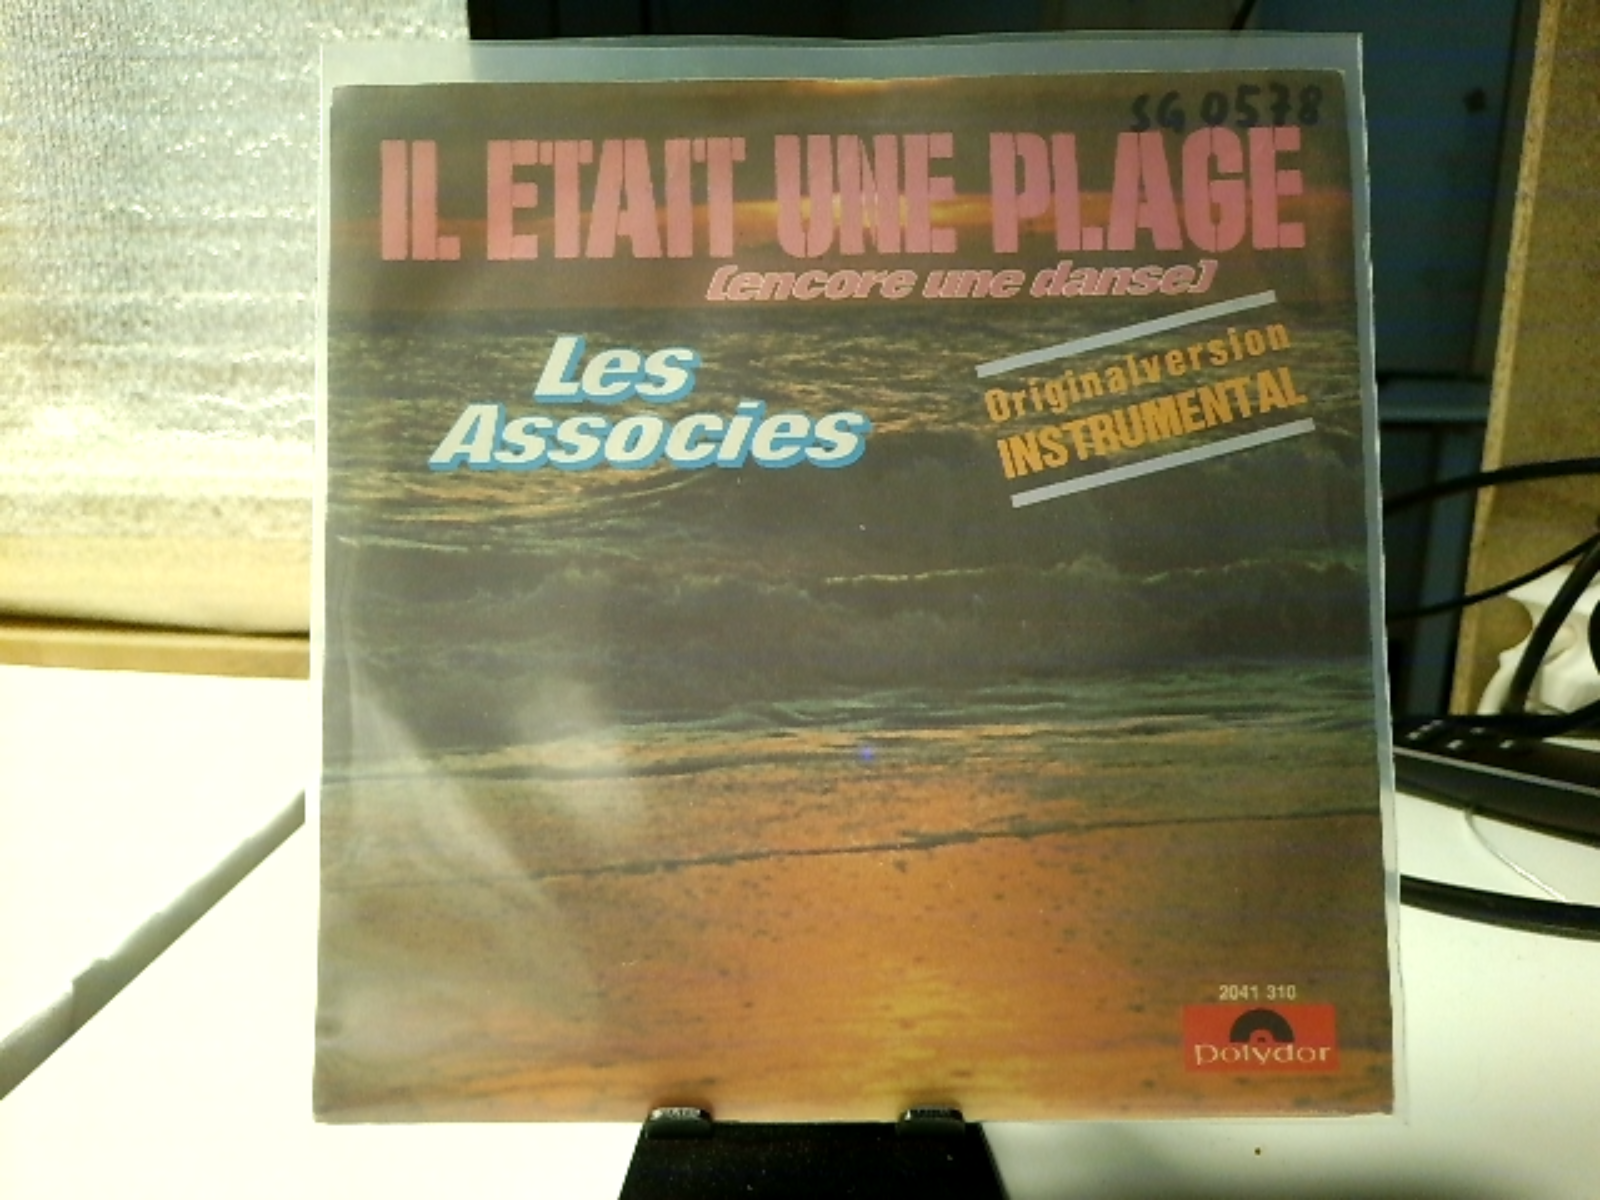 SG 0578
IL ETAIT UNE PLAGE
(encore une danse)
Les
Associes
Originalversion
INSTRUMENTAL
2041 310
polydor